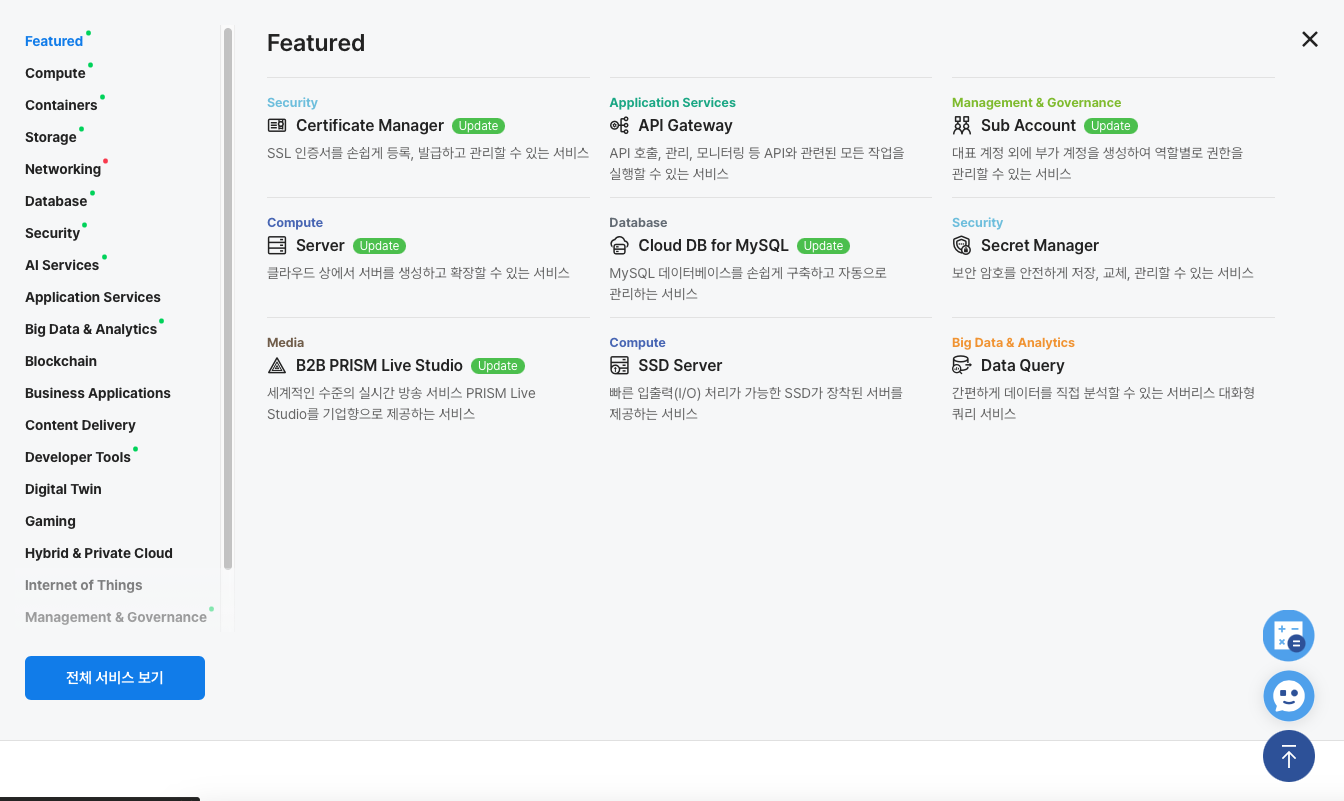 Featured
Compute
Containers
Storage
Networking
Database
Security
AI Services
Application Services
Big Data & Analytics
Blockchain
Business Applications
Content Delivery
Developer Tools
Digital Twin
Gaming
Hybrid & Private Cloud
Internet of Things
Management & Governance
전체 서비스 보기
Featured
Security
Certificate Manager Update
SSL 인증서를 손쉽게 등록, 발급하고 관리할 수 있는 서비스
Application Services
API Gateway
API 호출, 관리, 모니터링 등 API와 관련된 모든 작업을
실행할 수 있는 서비스
Management & Governance
Sub Account Update
대표 계정 외에 부가 계정을 생성하여 역할별로 권한을
관리할 수 있는 서비스
Compute
Server Update
클라우드 상에서 서버를 생성하고 확장할 수 있는 서비스
Database
Cloud DB for MySQL Update
MySQL 데이터베이스를 손쉽게 구축하고 자동으로
관리하는 서비스
Security
Secret Manager
보안 암호를 안전하게 저장, 교체, 관리할 수 있는 서비스
Media
B2B PRISM Live Studio Update
세계적인 수준의 실시간 방송 서비스 PRISM Live
Studio를 기업향으로 제공하는 서비스
Compute
SSD Server
빠른 입출력(I/O) 처리가 가능한 SSD가 장착된 서버를
제공하는 서비스
Big Data & Analytics
Data Query
간편하게 데이터를 직접 분석할 수 있는 서버리스 대화형
쿼리 서비스